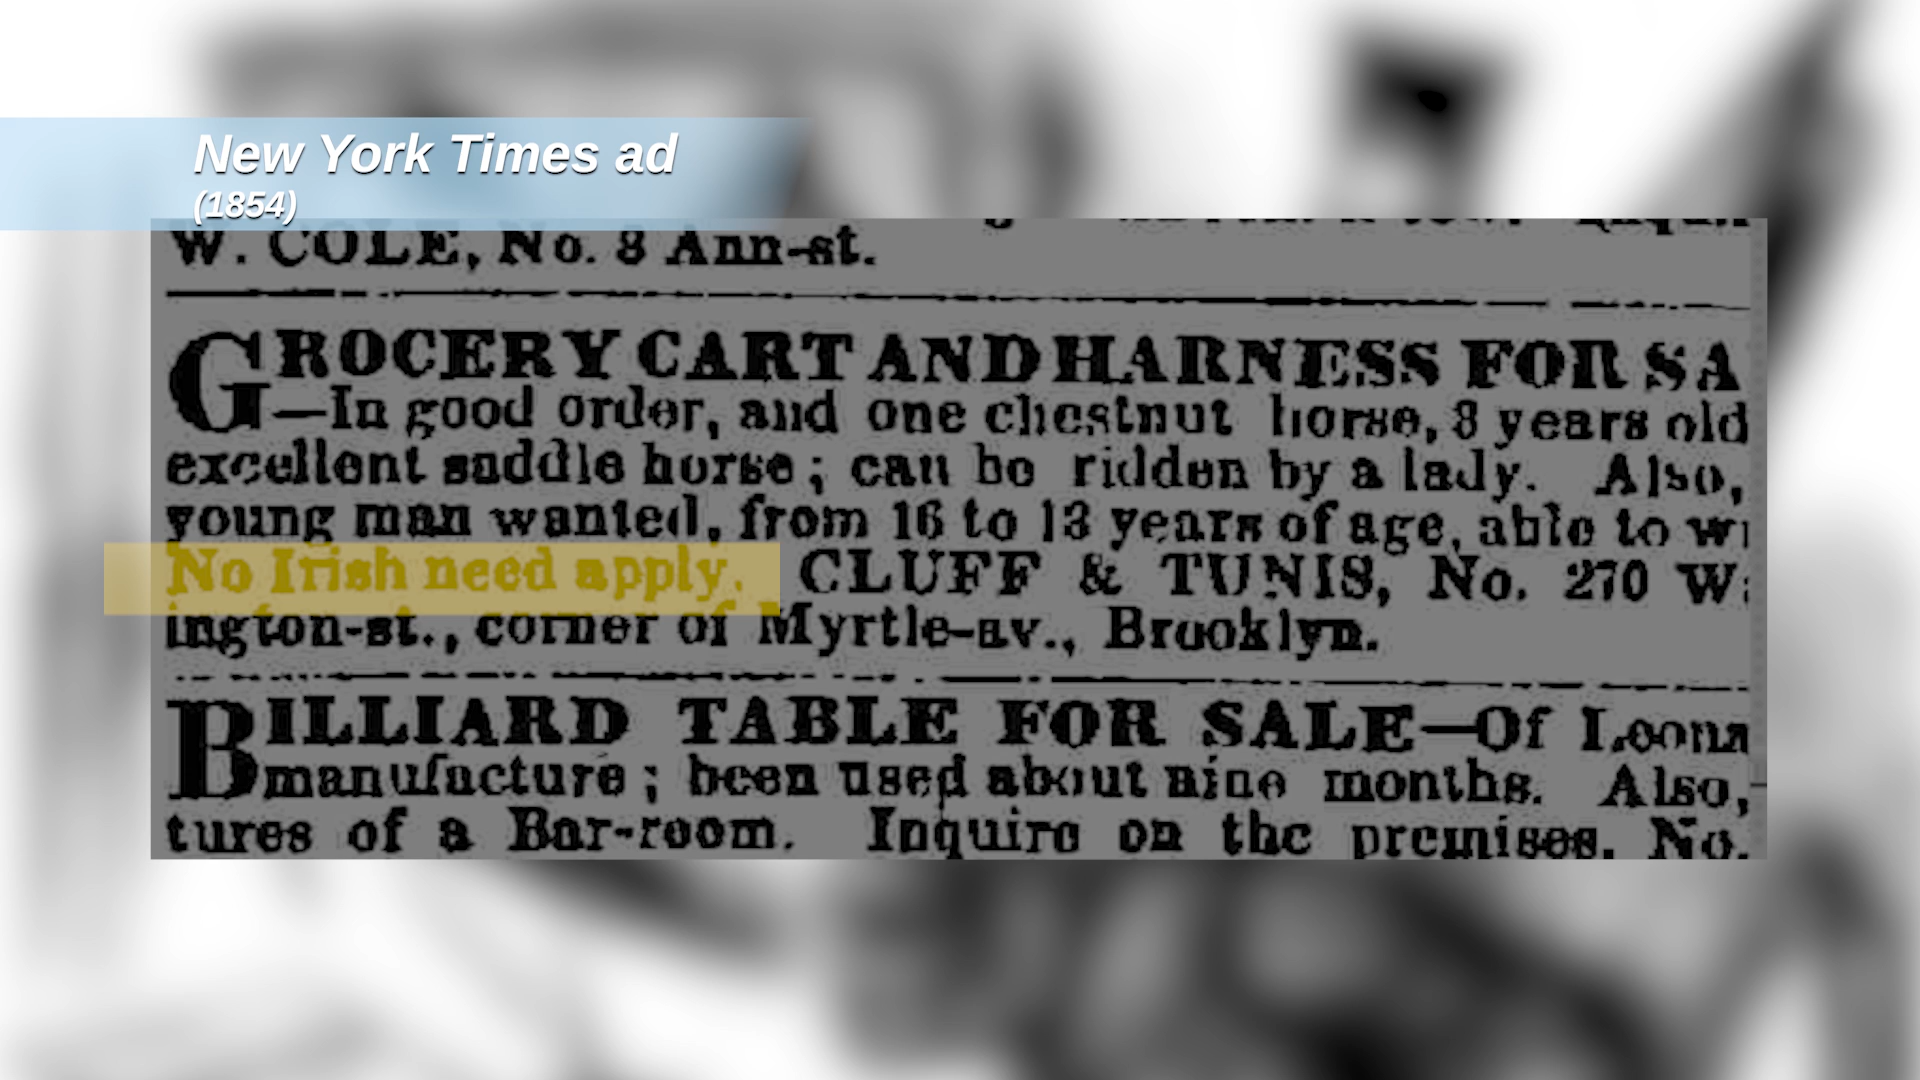 New York Times ad
(1854)
W. COLE, No. 8 Ann-st.
GROCERY CART AND HARNESS FOR SA
—In good order, and one chestnut horse, 8 years old
excellent saddle horse; can be ridden by a lady. Also,
young man wanted, from 16 to 18 years of age, able to
No Irish need apply. CLUFF & TUNIS, No. 270
ington-st., corner of Myrtle-av., Brooklyn.
BILLIARD TABLE FOR SALE—Of Leona
manufacture; been used about nine months. Also,
tures of a Bar-room. Inquire on the premises, No.